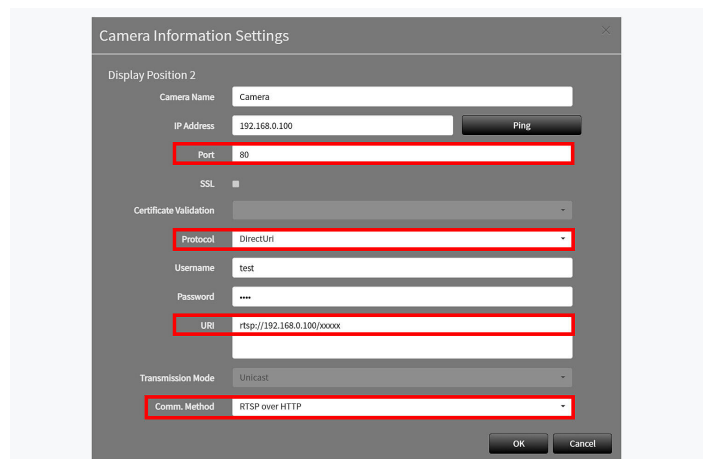 Camera Information Settings
Display Position 2
Camera Name Camera
IP Address 192.168.0.100 Ping
Port 80
SSL
Certificate Validation
Protocol DirectUri
Username test
Password ••••
URI rtsp://192.168.0.100/xxxxx
Transmission Mode Unicast
Comm. Method RTSP over HTTP
OK Cancel